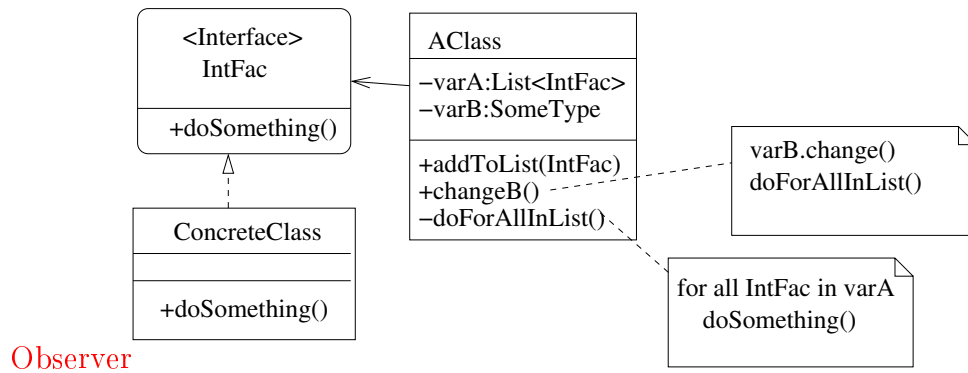 <Interface>
IntFac
+doSomething()
ConcreteClass
+doSomething()
AClass
−varA:List<IntFac>
−varB:SomeType
+addToList(IntFac)
+changeB()
−doForAllInList()
varB.change()
doForAllInList()
for all IntFac in varA
doSomething()
Observer